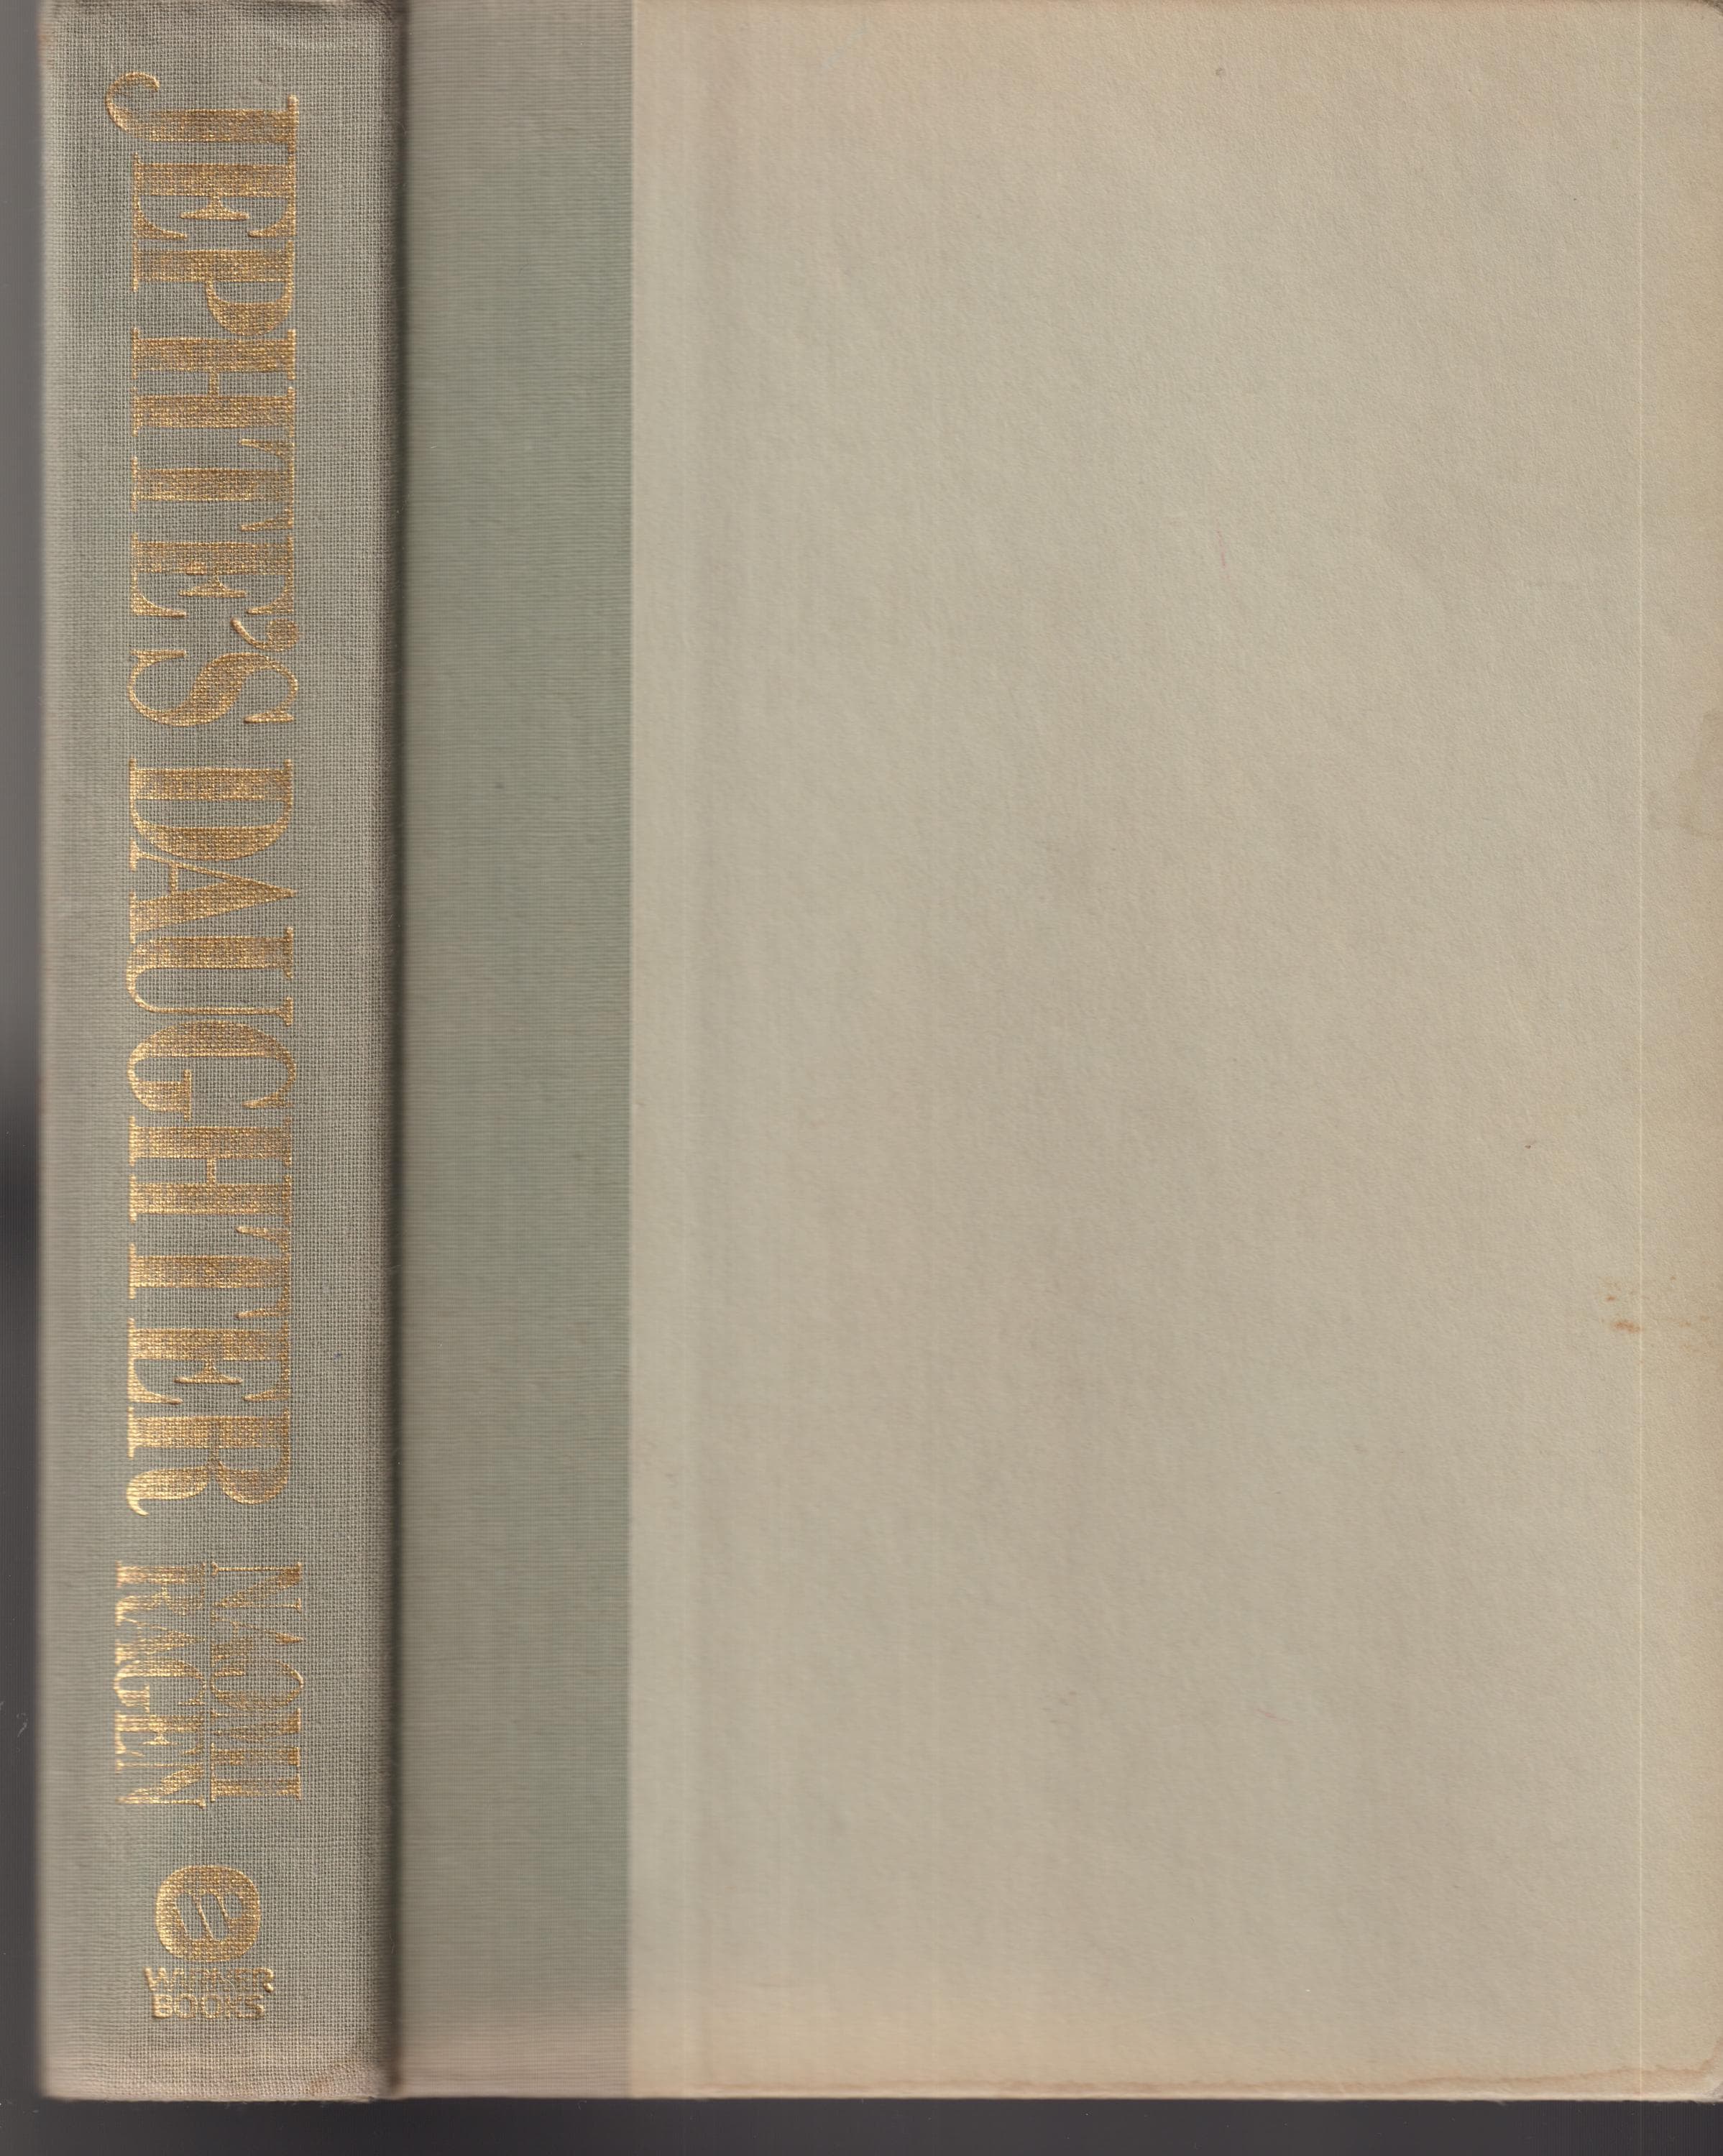 JEPHTE'S DAUGHTER
NAOMI
RAGEN
WARNER
BOOKS